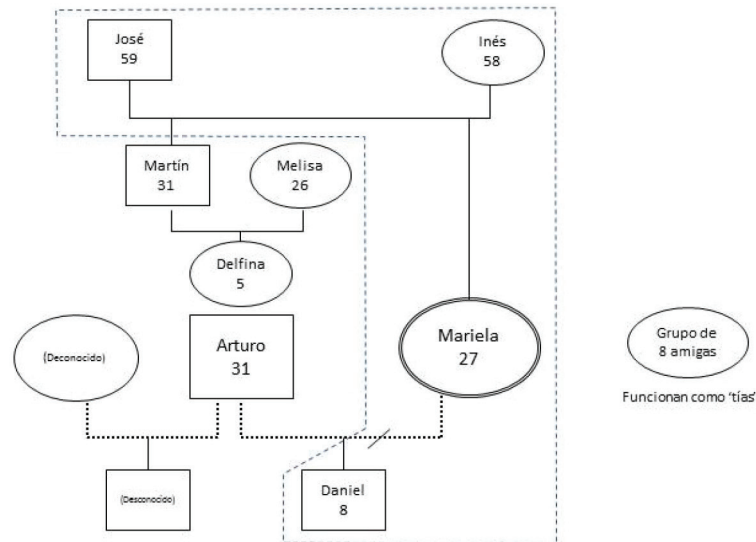 José
59
Inés
58
Martín
31
Melisa
26
Delfina
5
(Deconocido)
Arturo
31
Mariela
27
Grupo de
8 amigas
Funcionan como 'tías'
(Desconocido)
Daniel
8